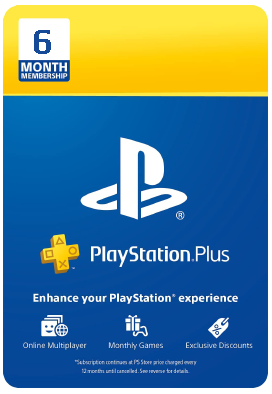 6
MONTH
MEMBERSHIP
®
PlayStation.Plus
™
Enhance your PlayStation® experience
Online Multiplayer Monthly Games Exclusive Discounts
*Subscription continues at PS Store price charged every
12 months until cancelled. See reverse for details.